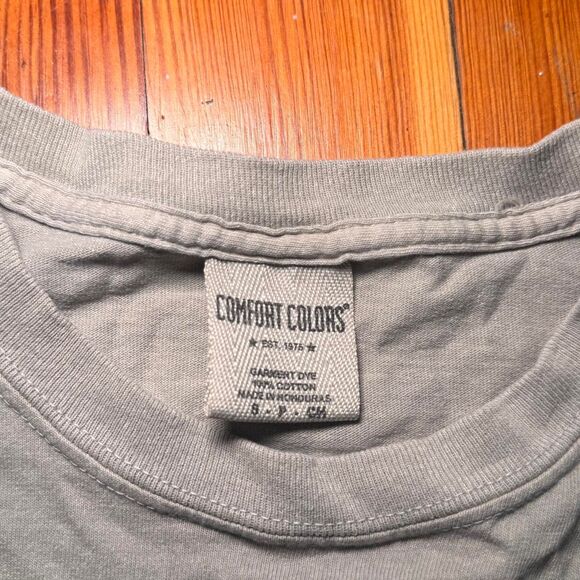 COMFORT COLORS®
★ EST. 1975 ★
GARMENT DYE
100% COTTON
MADE IN HONDURAS
S • P • CH